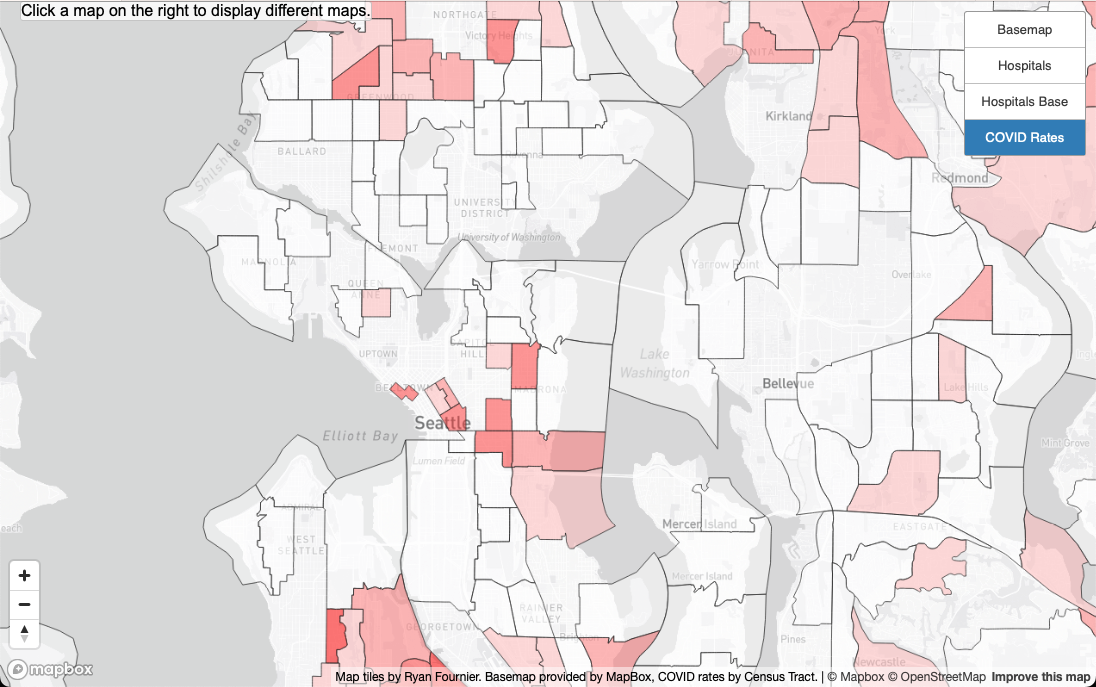 Click a map on the right to display different maps.
NORTHGATE
Victory Heights
Basemap
Hospitals
Hospitals Base
COVID Rates
GREENWOOD
JUANITA
Kirkland
Shilshole Bay
BALLARD
Redmond
UNIVERSITY
DISTRICT
University of Washington
FREMONT
MAGNOLIA
Yarrow Point
Overlake
QUEEN
ANNE
UPTOWN
CAPITOL
HILL
Lake
Washington
BELLTOWN
MADRONA
Bellevue
Lake Hills
Seattle
Elliott Bay
Mint Grove
Lumen Field
ADMIRAL
Mercer Island
EASTGATE
WEST
SEATTLE
Mercer Island
RAINIER
VALLEY
GEORGETOWN
Pines
Newcastle
mapbox
Map tiles by Ryan Fournier. Basemap provided by MapBox, COVID rates by Census Tract. | © Mapbox © OpenStreetMap Improve this map